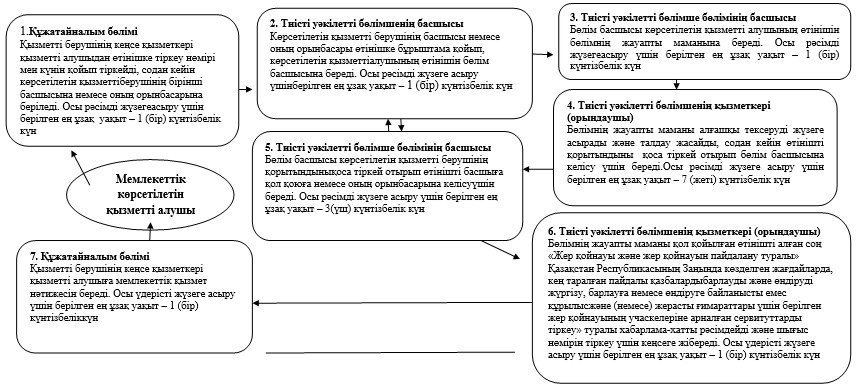 1.Құжатайналым бөлімі
Қызметті берушінің кеңсе қызметкері
қызметті алушыдан өтінішке тіркеу нөмірі
мен күнін қойып тіркейді, содан кейін
көрсетілетін қызметтіберушінің бірінші
басшысына немесе оның орынбасарына
беріледі. Осы рәсімді жүзегеасыру үшін
берілген ең ұзақ уақыт – 1 (бір) күнтізбелік
күн
2. Тиісті уәкілетті бөлімшенің басшысы
Көрсетілетін қызметті берушінің басшысы немесе
оның орынбасары өтінішке бұрыштама қойып,
көрсетілетін қызметтіалушының өтінішін бөлім
басшысына береді. Осы рәсімді жүзеге асыру
үшінберілген ең ұзақ уақыт – 1 (бір) күнтізбелік күн
3. Тиісті уәкілетті бөлімше бөлімінің басшысы
Бөлім басшысы көрсетілетін қызметті алушының өтінішін
бөлімнің жауапты маманына береді. Осы рәсімді
жүзегеасыру үшін берілген ең ұзақ уақыт – 1 (бір)
күнтізбелік күн
4. Тиісті уәкілетті бөлімшенің қызметкері
(орындаушы)
Бөлімнің жауапты маманы алғашқы тексеруді жүзеге
асырады және талдау жасайды, содан кейін өтінішті
қорытындыны қоса тіркей отырып бөлім басшысына
келісу үшін береді.Осы рәсімді жүзеге асыру үшін
берілген ең ұзақ уақыт – 7 (жеті) күнтізбелік күн
5. Тиісті уәкілетті бөлімше бөлімінің басшысы
Бөлім басшысы көрсетілетін қызметті берушінің
қорытындынықоса тіркей отырып өтінішті басшыға
қол қоюға немесе оның орынбасарына келісуүшін
береді. Осы рәсімді жүзеге асыру үшін берілген ең
ұзақ уақыт – 3(үш) күнтізбелік күн
Мемлекеттік
көрсетілетін
қызметті алушы
6. Тиісті уәкілетті бөлімшенің қызметкері (орындаушы)
Бөлімнің жауапты маманы қол қойылған өтінішті алған соң
«Жер қойнауы және жер қойнауын пайдалану туралы»
Қазақстан Республикасының Заңында көзделген жағдайларда,
кең таралған пайдалы қазбалардыбарлауды және өндіруді
жүргізу, барлауға немесе өндіруге байланысты емес
құрылысжәне (немесе) жерасты ғимараттары үшін берілген
жер қойнауының учаскелеріне арналған сервитуттарды
тіркеу» туралы хабарлама-хатты рәсімдейді және шығыс
нөмірін тіркеу үшін кеңсеге жібереді. Осы үдерісті жүзеге
асыру үшін берілген ең ұзақ уақыт – 1 (бір) күнтізбелік күн
7. Құжатайналым бөлімі
Қызметті берушінің кеңсе қызметкері
қызметті алушыға мемлекеттік қызмет
нәтижесін береді. Осы үдерісті жүзеге асыру
үшін берілген ең ұзақ уақыт – 1 (бір)
күнтізбеліккүн